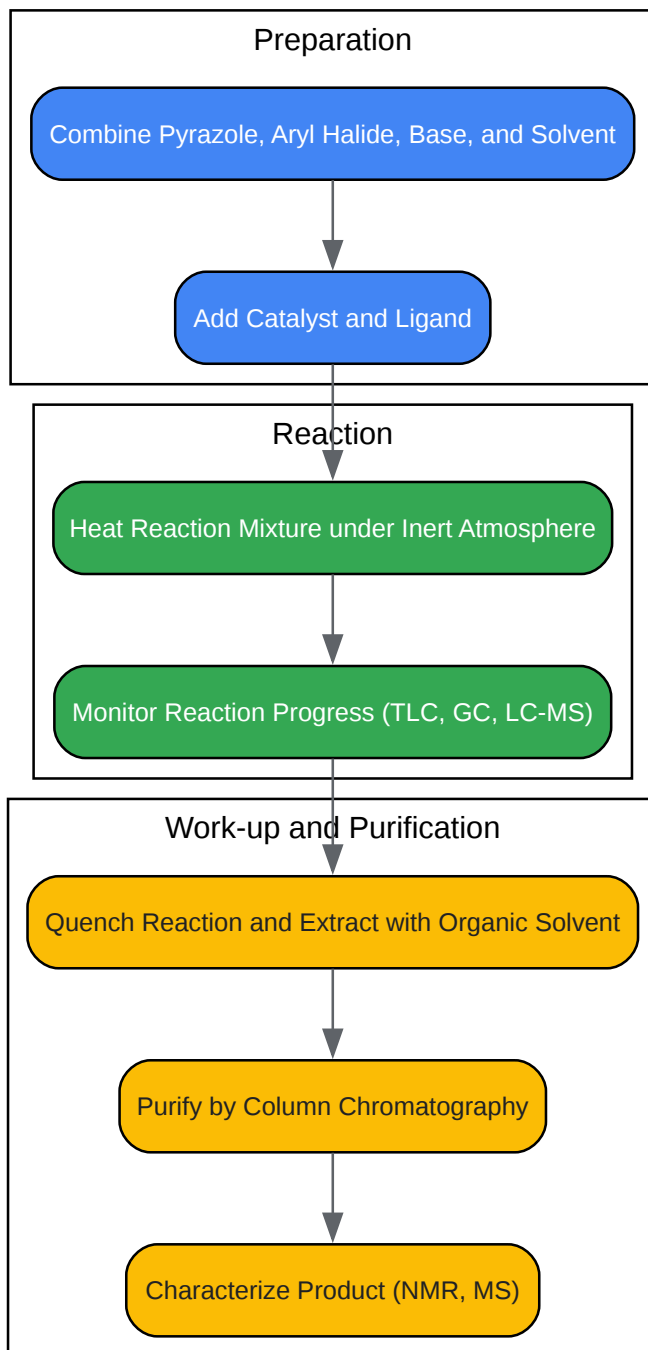 Preparation
Combine Pyrazole, Aryl Halide, Base, and Solvent
Add Catalyst and Ligand
Reaction
Heat Reaction Mixture under Inert Atmosphere
Monitor Reaction Progress (TLC, GC, LC-MS)
Work-up and Purification
Quench Reaction and Extract with Organic Solvent
Purify by Column Chromatography
Characterize Product (NMR, MS)